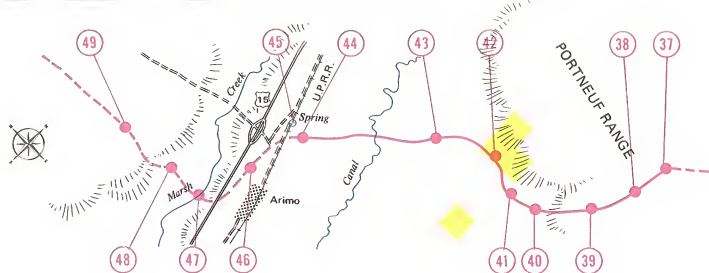 49
45
44
43
42
38
37
Creek
15
U.P.R.R.
Spring
PORTNEUF RANGE
Canal
Marsh
Arimo
48
47
46
41
40
39